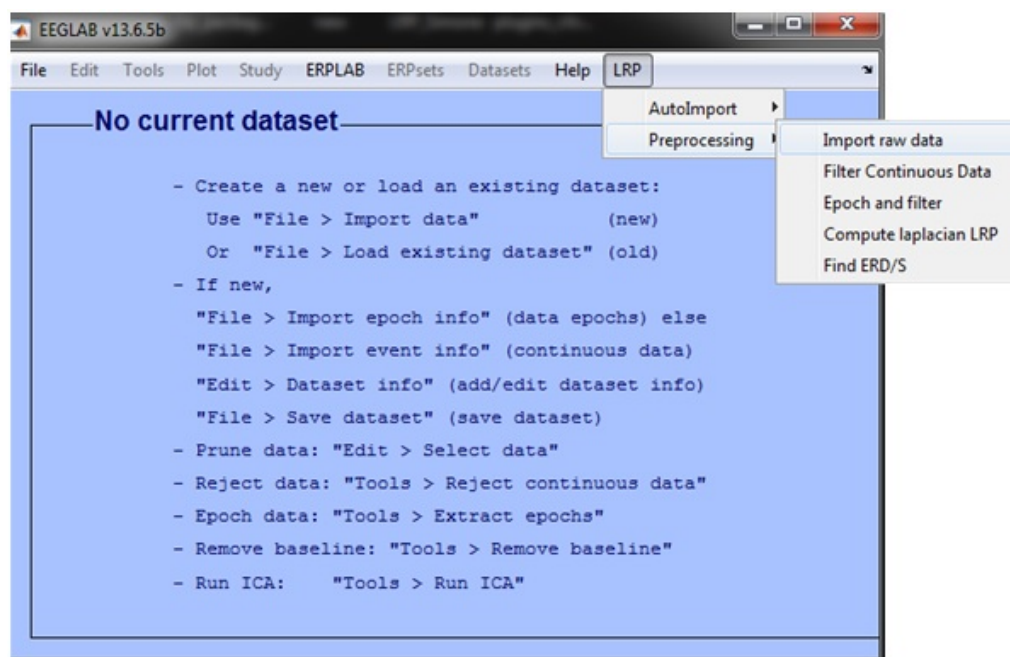 EEGLAB v13.6.5b
File Edit Tools Plot Study ERPLAB ERPsets Datasets Help LRP
AutoImport
Preprocessing
Import raw data
Filter Continuous Data
Epoch and filter
Compute laplacian LRP
Find ERD/S
No current dataset
- Create a new or load an existing dataset:
Use "File > Import data" (new)
Or "File > Load existing dataset" (old)
- If new,
"File > Import epoch info" (data epochs) else
"File > Import event info" (continuous data)
"Edit > Dataset info" (add/edit dataset info)
"File > Save dataset" (save dataset)
- Prune data: "Edit > Select data"
- Reject data: "Tools > Reject continuous data"
- Epoch data: "Tools > Extract epochs"
- Remove baseline: "Tools > Remove baseline"
- Run ICA: "Tools > Run ICA"